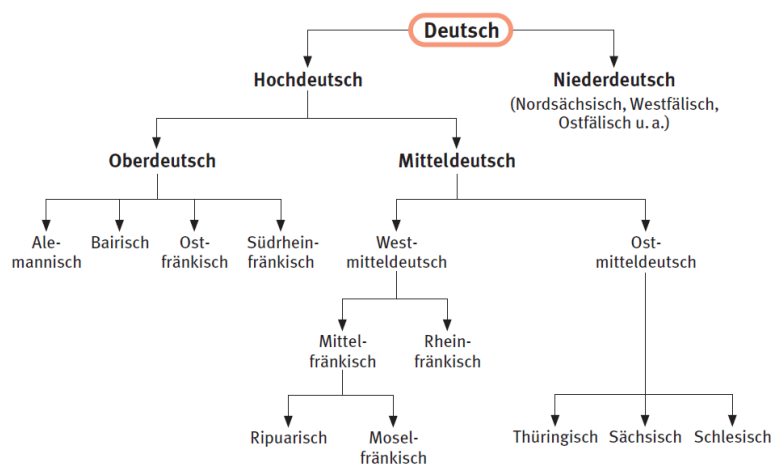 Deutsch
Hochdeutsch
Niederdeutsch
(Nordsächsisch, Westfälisch,
Ostfälisch u. a.)
Oberdeutsch
Mitteldeutsch
Ale-
mannisch
Bairisch
Ost-
fränkisch
Südrhein-
fränkisch
West-
mitteldeutsch
Ost-
mitteldeutsch
Mittel-
fränkisch
Rhein-
fränkisch
Ripuarisch
Mosel-
fränkisch
Thüringisch
Sächsisch
Schlesisch